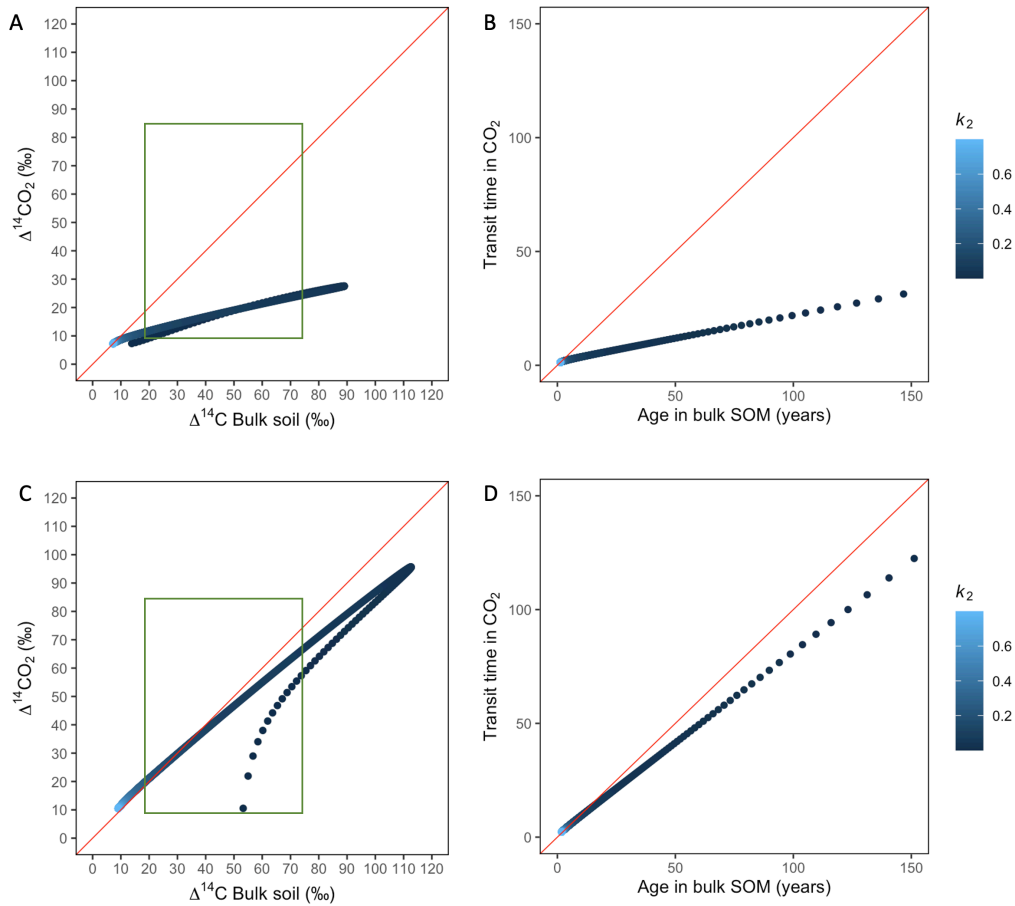 A
120
110
100
90
80
70
60
50
40
30
20
10
0
Δ¹⁴CO₂ (‰)
0 10 20 30 40 50 60 70 80 90 100 110 120
Δ¹⁴C Bulk soil (‰)
B
150
100
50
0
Transit time in CO₂
0 50 100 150
Age in bulk SOM (years)
k₂
0.6
0.4
0.2
C
120
110
100
90
80
70
60
50
40
30
20
10
0
Δ¹⁴CO₂ (‰)
0 10 20 30 40 50 60 70 80 90 100 110 120
Δ¹⁴C Bulk soil (‰)
D
150
100
50
0
Transit time in CO₂
0 50 100 150
Age in bulk SOM (years)
k₂
0.6
0.4
0.2